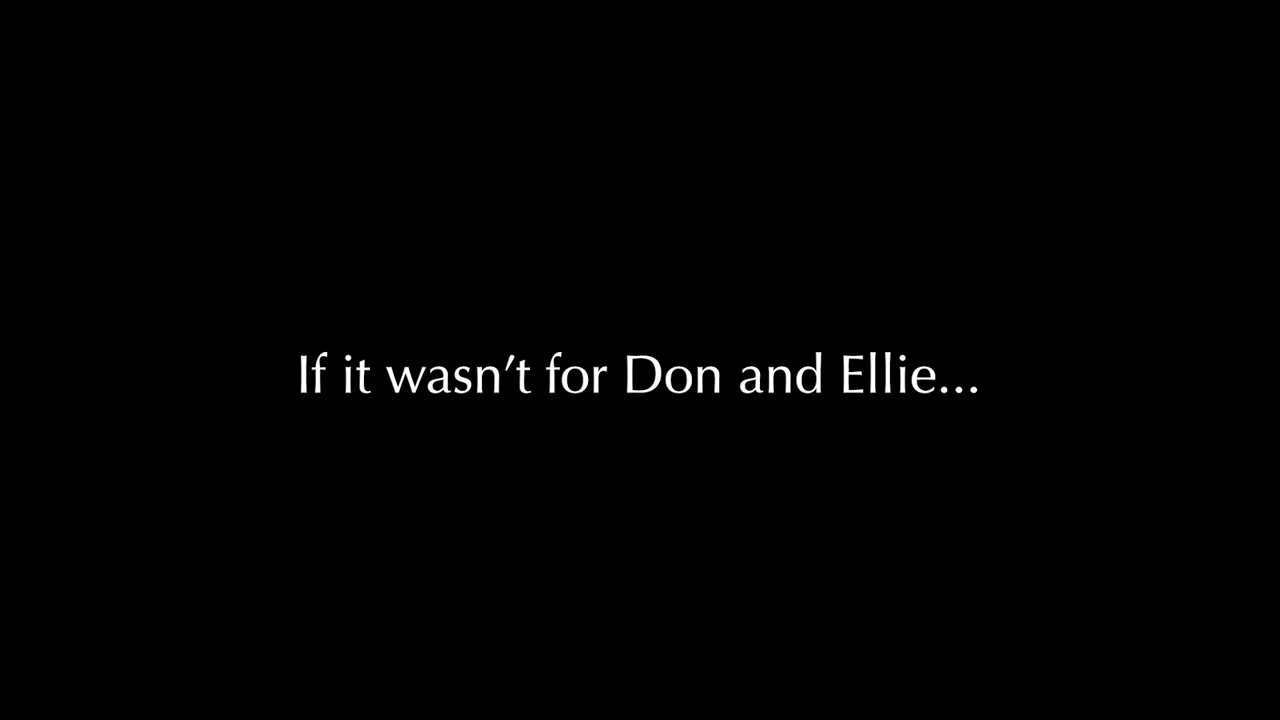 If it wasn’t for Don and Ellie...